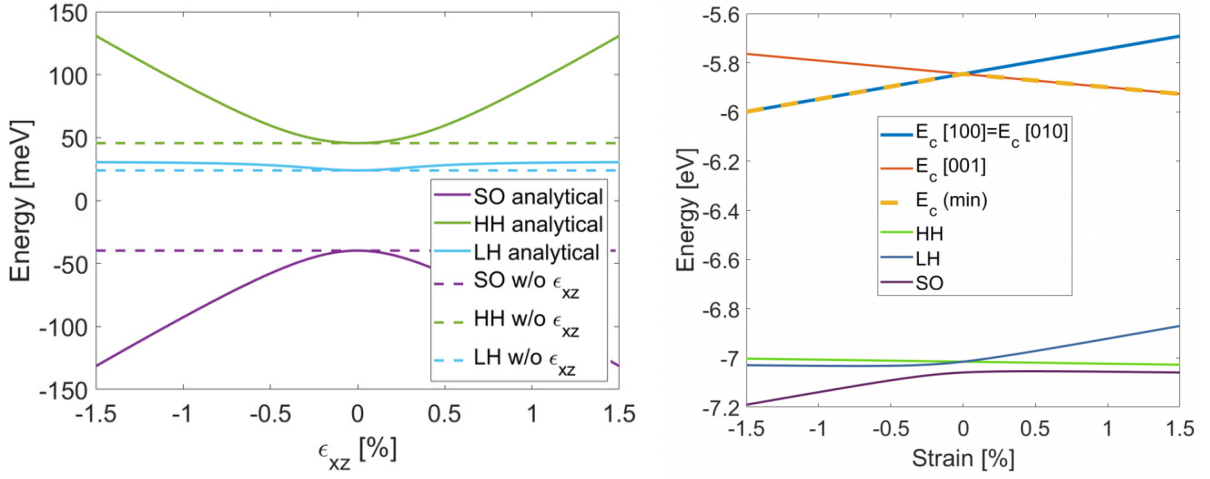 150
100
50
0
-50
-100
-150
Energy [meV]
-1.5 -1 -0.5 0 0.5 1 1.5
ϵxz [%]
SO analytical
HH analytical
LH analytical
SO w/o ϵxz
HH w/o ϵxz
LH w/o ϵxz
-5.6
-5.8
-6
-6.2
-6.4
-6.6
-6.8
-7
-7.2
Energy [eV]
-1.5 -1 -0.5 0 0.5 1 1.5
Strain [%]
Ec [100]=Ec [010]
Ec [001]
Ec (min)
HH
LH
SO